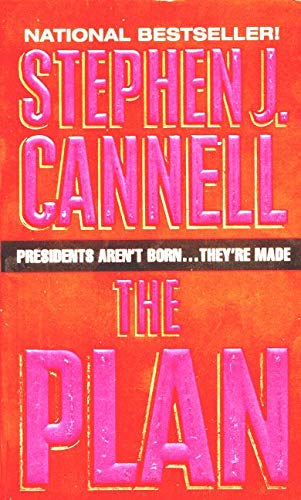 NATIONAL BESTSELLER!
STEPHEN J.
CANNELL
PRESIDENTS AREN'T BORN...THEY'RE MADE
THE
PLAN